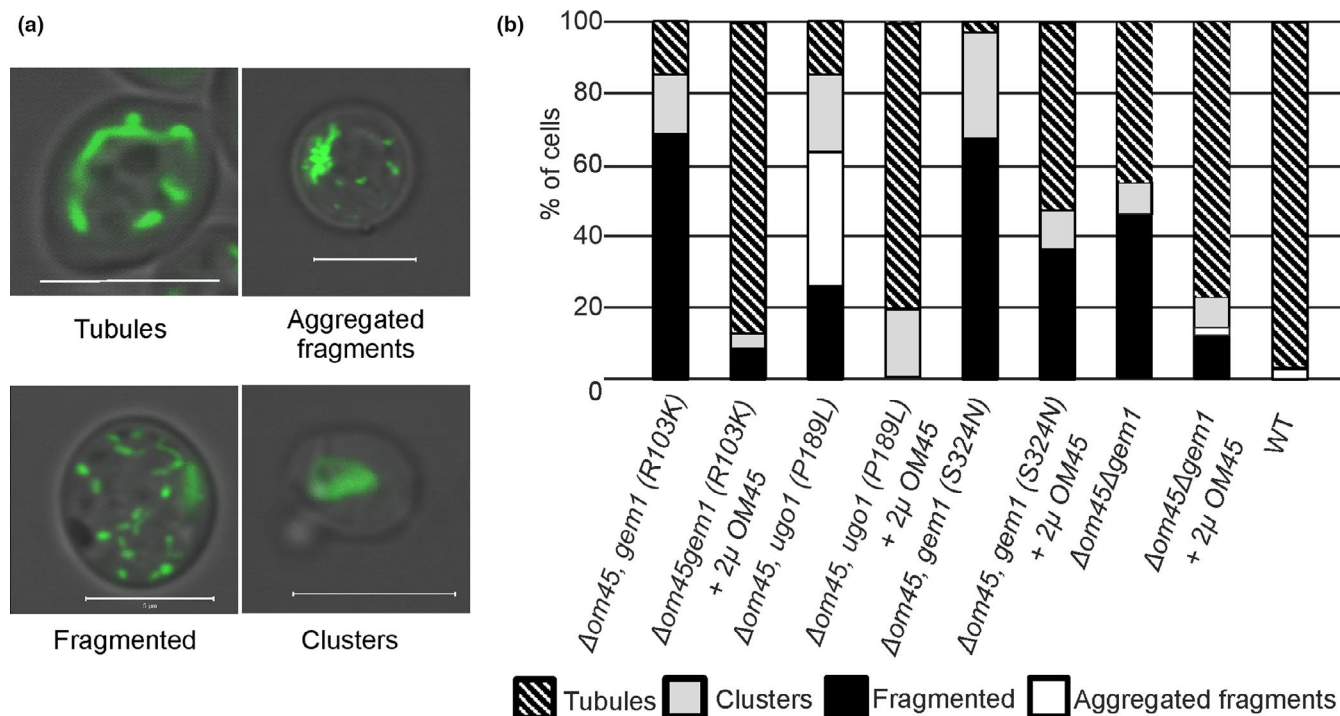 (a)
Tubules
Aggregated
fragments
5 µm
Fragmented
Clusters
(b)
% of cells
100
80
60
40
20
0
Δom45, gem1 (R103K)
Δom45gem1 (R103K)
+ 2µ OM45
Δom45, ugo1 (P189L)
Δom45, ugo1 (P189L)
+ 2µ OM45
Δom45, gem1 (S324N)
Δom45, gem1 (S324N)
+ 2µ OM45
Δom45Δgem1
Δom45Δgem1
+ 2µ OM45
WT
Tubules Clusters Fragmented Aggregated fragments